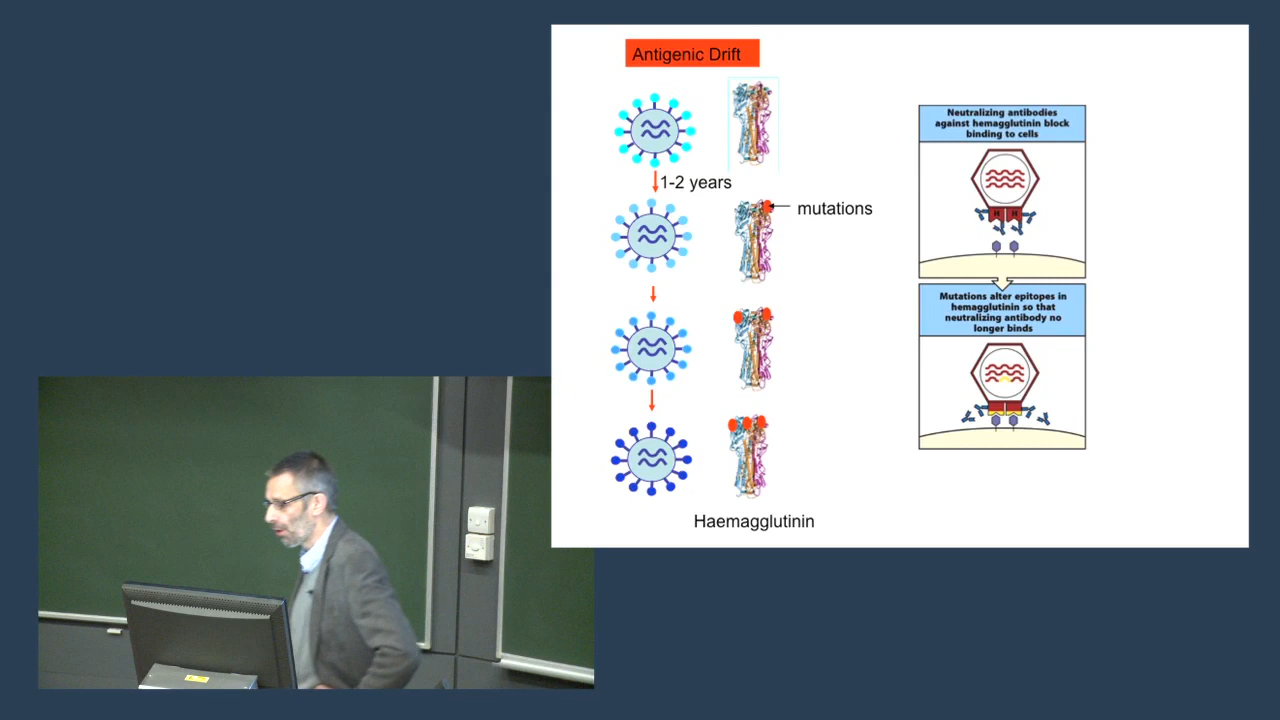 Antigenic Drift
1-2 years
mutations
Haemagglutinin
Neutralizing antibodies
against hemagglutinin block
binding to cells
H H
Mutations alter epitopes in
hemagglutinin so that
neutralizing antibody no
longer binds